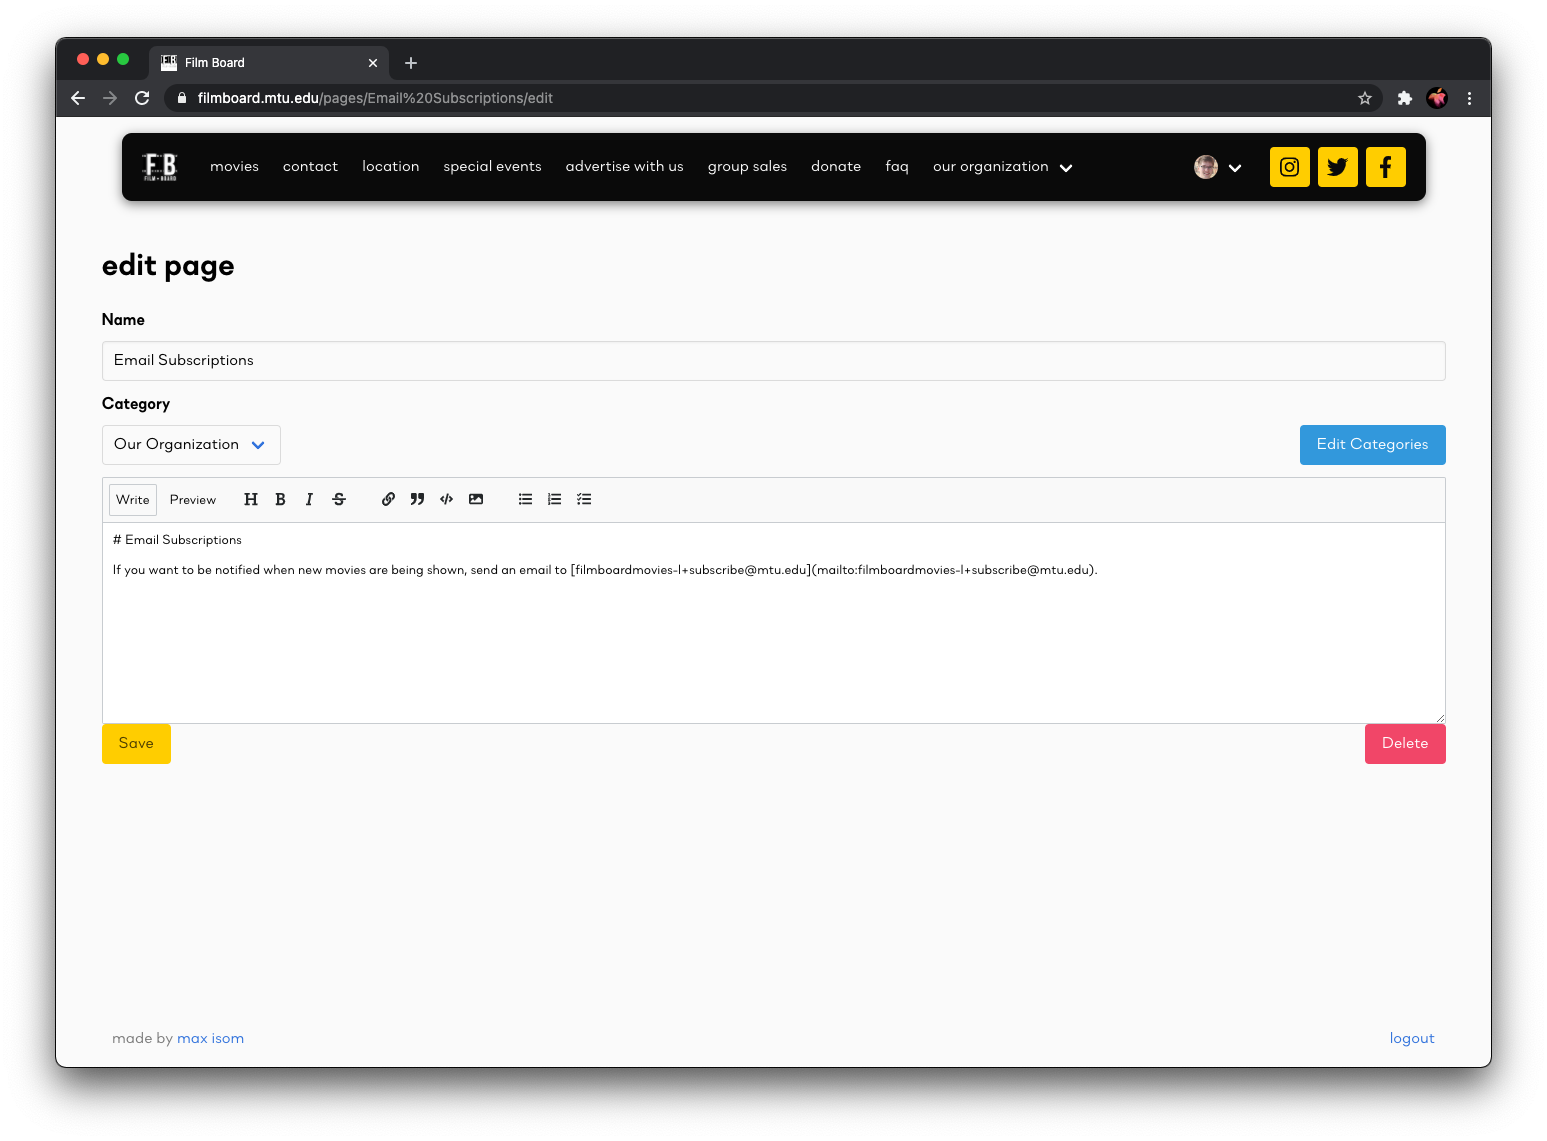 Film Board
filmboard.mtu.edu/pages/Email%20Subscriptions/edit
FB
FILM • BOARD
movies contact location special events advertise with us group sales donate faq our organization
edit page
Name
Email Subscriptions
Category
Our Organization
Edit Categories
Write Preview H B I S
# Email Subscriptions
If you want to be notified when new movies are being shown, send an email to [filmboardmovies-l+subscribe@mtu.edu](mailto:filmboardmovies-l+subscribe@mtu.edu).
Save
Delete
made by max isom
logout